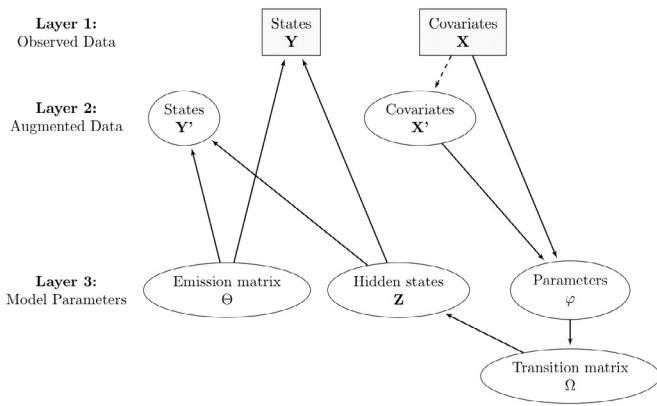 Layer 1:
Observed Data
States
Y
Covariates
X
Layer 2:
Augmented Data
States
Y'
Covariates
X'
Layer 3:
Model Parameters
Emission matrix
Θ
Hidden states
Z
Parameters
φ
Transition matrix
Ω